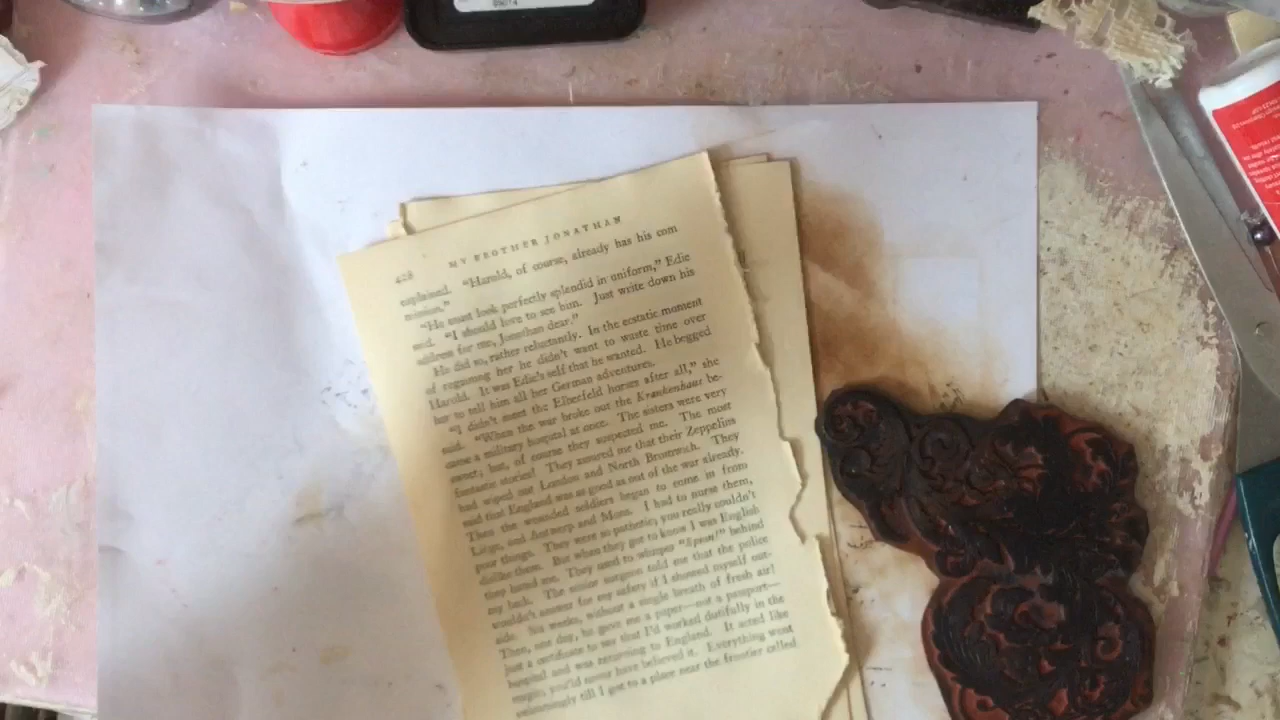 428 MY BROTHER JONATHAN
explained. "Harold, of course, already has his com
mission."
"He must look perfectly splendid in uniform," Edie
said. "I should love to see him. Just write down his
address for me, Jonathan dear."
He did so, rather reluctantly. In the ecstatic moment
of regaining her he didn't want to waste time over
Harold. It was Edie's self that he wanted. He begged
her to tell him all her German adventures.
"I didn't meet the Elberfeld horses after all," she
said. "When the war broke out the Krankenhaus be-
came a military hospital at once. The sisters were very
sweet; but, of course they suspected me. The most
fantastic stories! They assured me that their Zeppelins
had wiped out London and North Bromwich. They
said that England was as good as out of the war already.
Then the wounded soldiers began to come in from
Liège, and Antwerp and Mons. I had to nurse them,
poor things. They were so pathetic; you really couldn't
dislike them. But when they got to know I was English
they hated me. They used to whisper "Spion!" behind
my back. The senior surgeon told me that the police
wouldn't answer for my safety if I showed myself out-
side. Six weeks, without a single breath of fresh air!
Then, one day, he gave me a paper—not a passport—
just a certificate to say that I'd worked dutifully in the
hospital and was returning to England. It acted like
magic; you'd never have believed it. Everything went
swimmingly till I got to a place near the frontier called